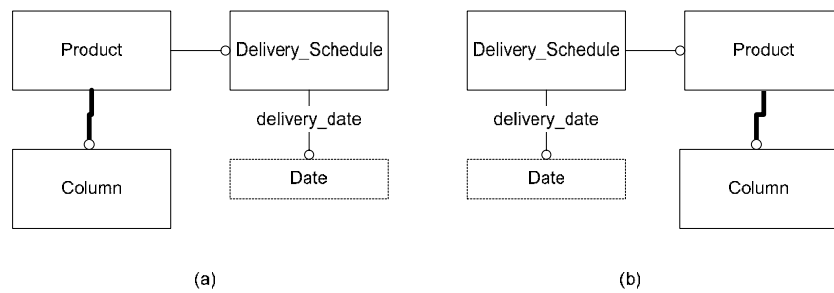 Product
Delivery_Schedule
delivery_date
Date
Column
(a)
Delivery_Schedule
Product
delivery_date
Date
Column
(b)